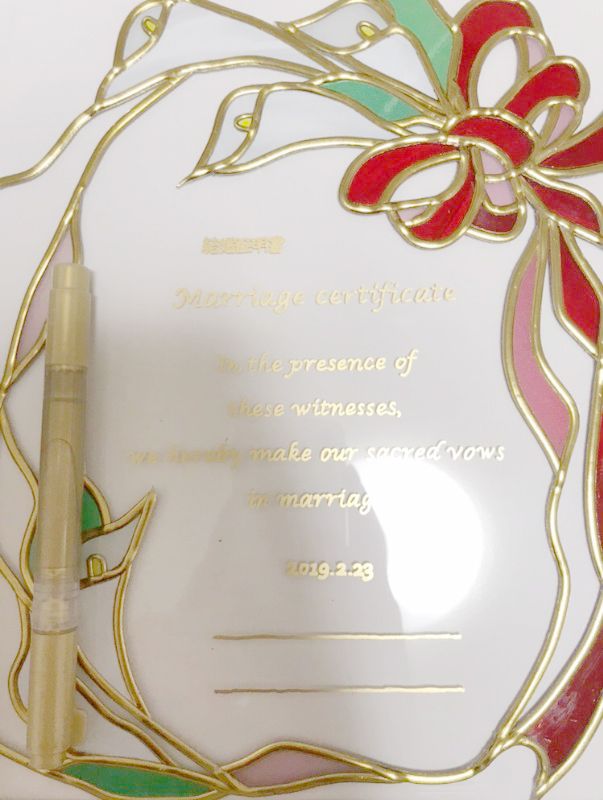 結婚証明書
Marriage certificate
In the presence of
these witnesses,
we hereby make our sacred vows
in marriage
2019.2.23